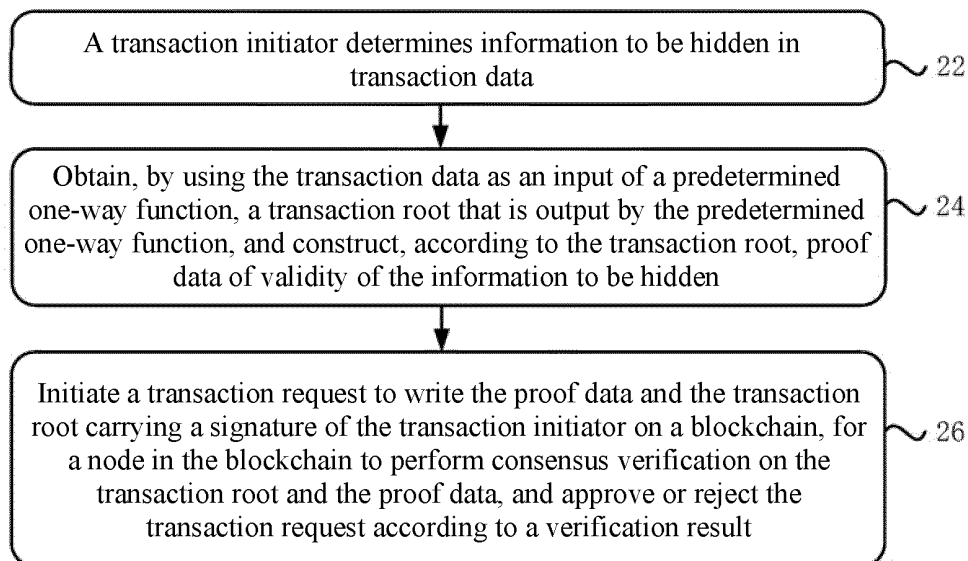 A transaction initiator determines information to be hidden in
transaction data
22
Obtain, by using the transaction data as an input of a predetermined
one-way function, a transaction root that is output by the predetermined
one-way function, and construct, according to the transaction root, proof
data of validity of the information to be hidden
24
Initiate a transaction request to write the proof data and the transaction
root carrying a signature of the transaction initiator on a blockchain, for
a node in the blockchain to perform consensus verification on the
transaction root and the proof data, and approve or reject the
transaction request according to a verification result
26